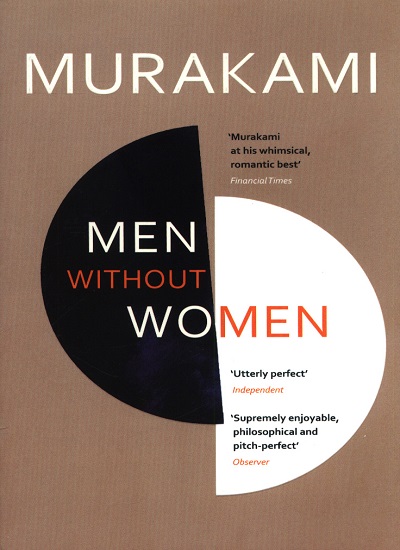 MURAKAMI
‘Murakami
at his whimsical,
romantic best’
Financial Times
MEN
WITHOUT
WOMEN
‘Utterly perfect’
Independent
‘Supremely enjoyable,
philosophical and
pitch-perfect’
Observer